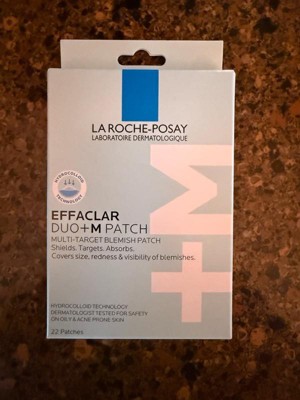 LA ROCHE-POSAY
LABORATOIRE DERMATOLOGIQUE
HYDROCOLLOID
TECHNOLOGY
EFFACLAR
DUO+M PATCH
MULTI-TARGET BLEMISH PATCH
Shields. Targets. Absorbs.
Covers size, redness & visibility of blemishes.
+M
HYDROCOLLOID TECHNOLOGY
DERMATOLOGIST TESTED FOR SAFETY
ON OILY & ACNE PRONE SKIN
22 Patches